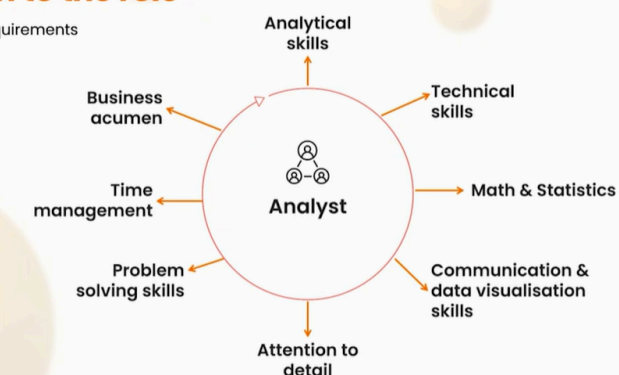 quirements
Analytical
skills
Technical
skills
Math & Statistics
Communication &
data visualisation
skills
Attention to
detail
Problem
solving skills
Time
management
Business
acumen
Analyst